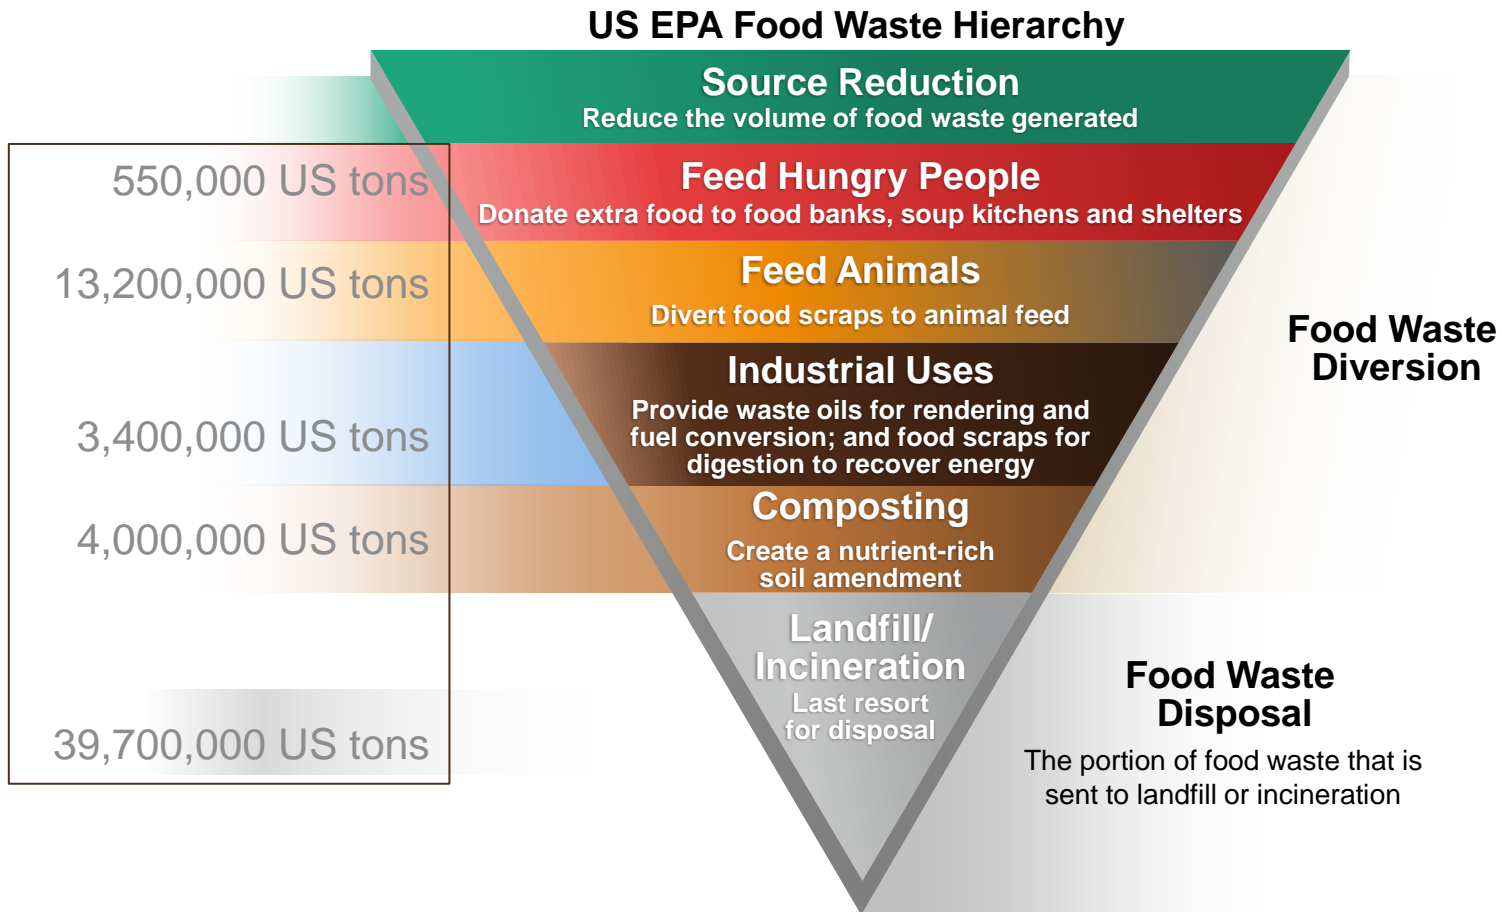 US EPA Food Waste Hierarchy
Source Reduction
Reduce the volume of food waste generated
550,000 US tons
Feed Hungry People
Donate extra food to food banks, soup kitchens and shelters
13,200,000 US tons
Feed Animals
Divert food scraps to animal feed
Food Waste
Diversion
3,400,000 US tons
Industrial Uses
Provide waste oils for rendering and
fuel conversion; and food scraps for
digestion to recover energy
4,000,000 US tons
Composting
Create a nutrient-rich
soil amendment
39,700,000 US tons
Landfill/
Incineration
Last resort
for disposal
Food Waste
Disposal
The portion of food waste that is
sent to landfill or incineration